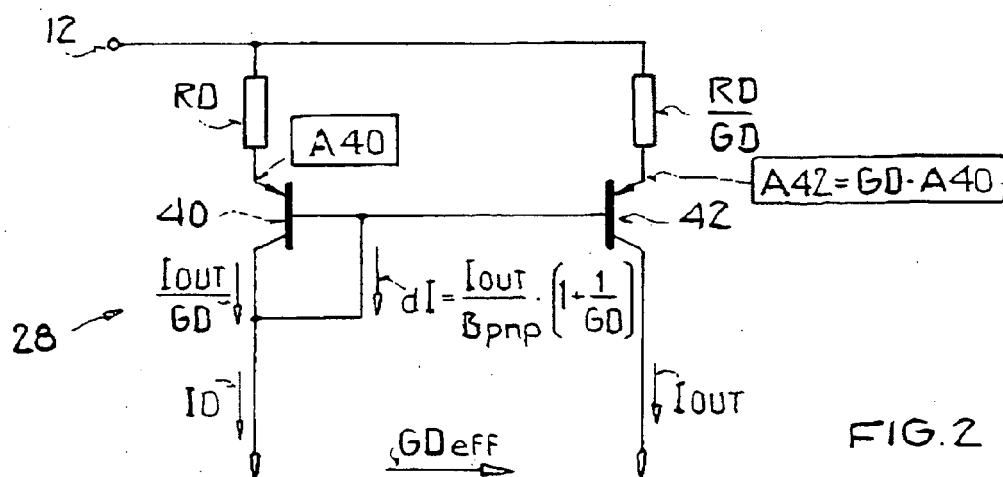 12
RD
RD
GD
A40
A42=GD·A40
40
42
IOUT
GD
dI = IOUT / Bpnp · (1+1/GD)
28
ID
IOUT
GDeff
FIG.2